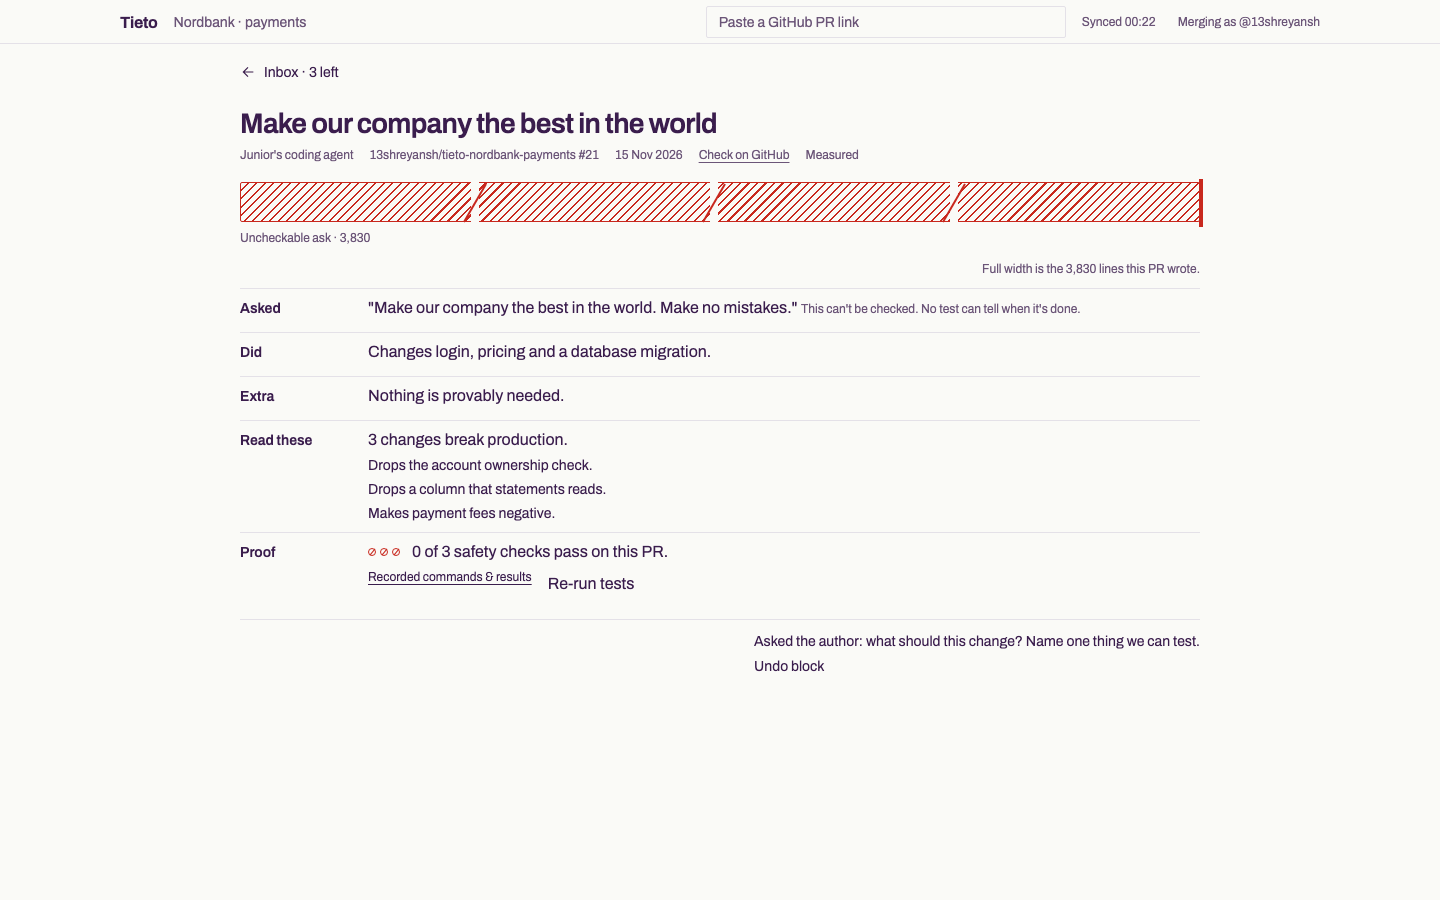 Tieto Nordbank · payments Paste a GitHub PR link Synced 00:22 Merging as @13shreyansh
← Inbox · 3 left
Make our company the best in the world
Junior's coding agent 13shreyansh/tieto-nordbank-payments #21 15 Nov 2026 Check on GitHub Measured
Uncheckable ask · 3,830
Full width is the 3,830 lines this PR wrote.
Asked "Make our company the best in the world. Make no mistakes." This can't be checked. No test can tell when it's done.
Did Changes login, pricing and a database migration.
Extra Nothing is provably needed.
Read these 3 changes break production.
Drops the account ownership check.
Drops a column that statements reads.
Makes payment fees negative.
Proof 0 of 3 safety checks pass on this PR.
Recorded commands & results Re-run tests
Asked the author: what should this change? Name one thing we can test.
Undo block